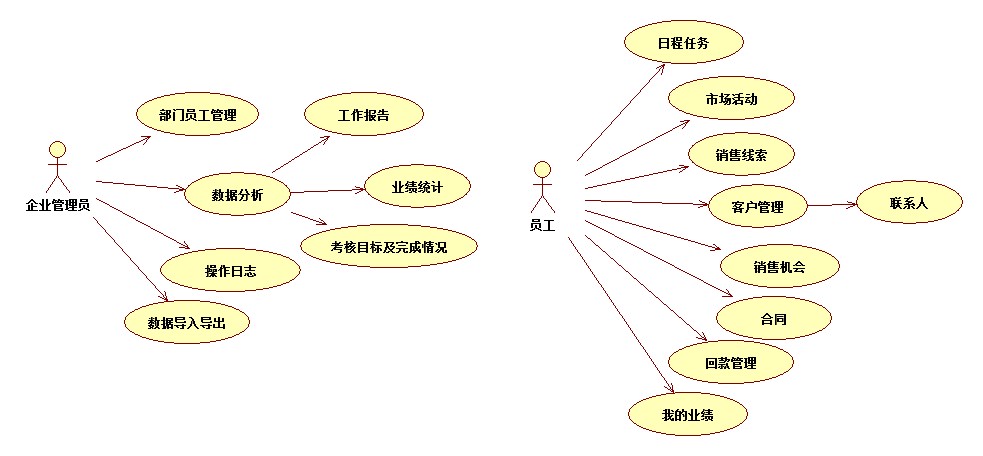 部门员工管理
工作报告
企业管理员
数据分析
业绩统计
考核目标及完成情况
操作日志
数据导入导出
日程任务
市场活动
销售线索
员工
客户管理
联系人
销售机会
合同
回款管理
我的业绩